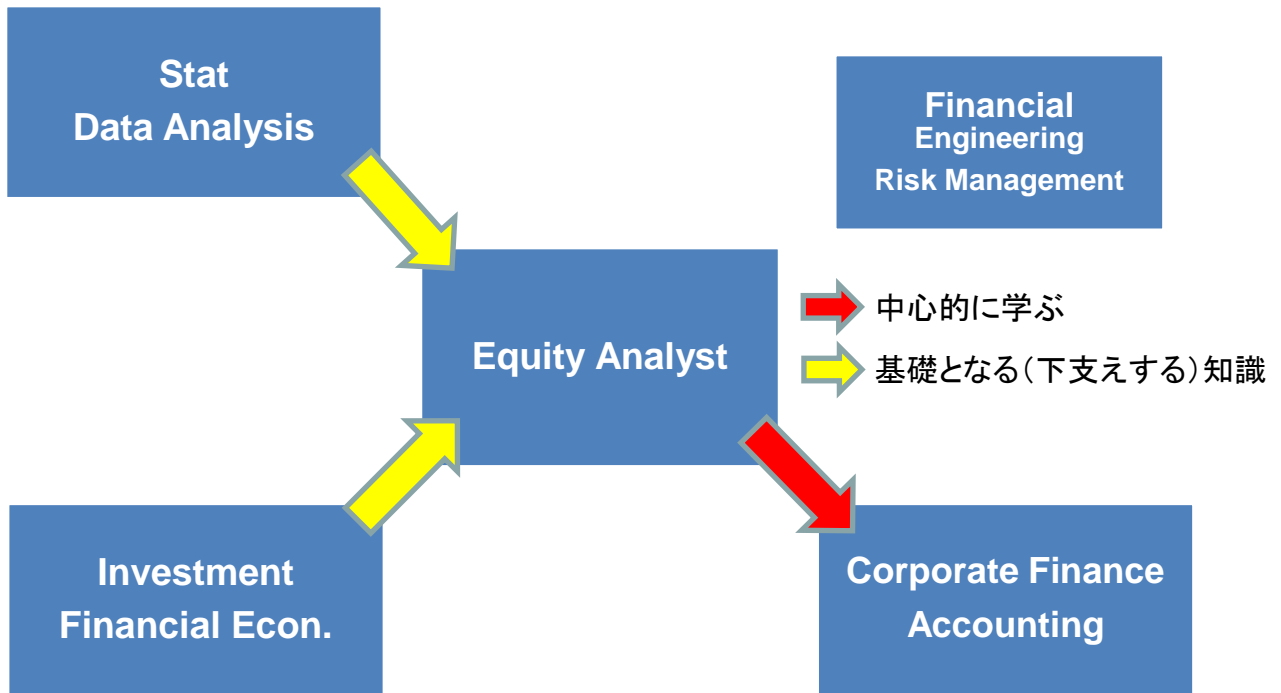 Stat
Data Analysis
Financial
Engineering
Risk Management
Equity Analyst
中心的に学ぶ
基礎となる(下支えする)知識
Investment
Financial Econ.
Corporate Finance
Accounting